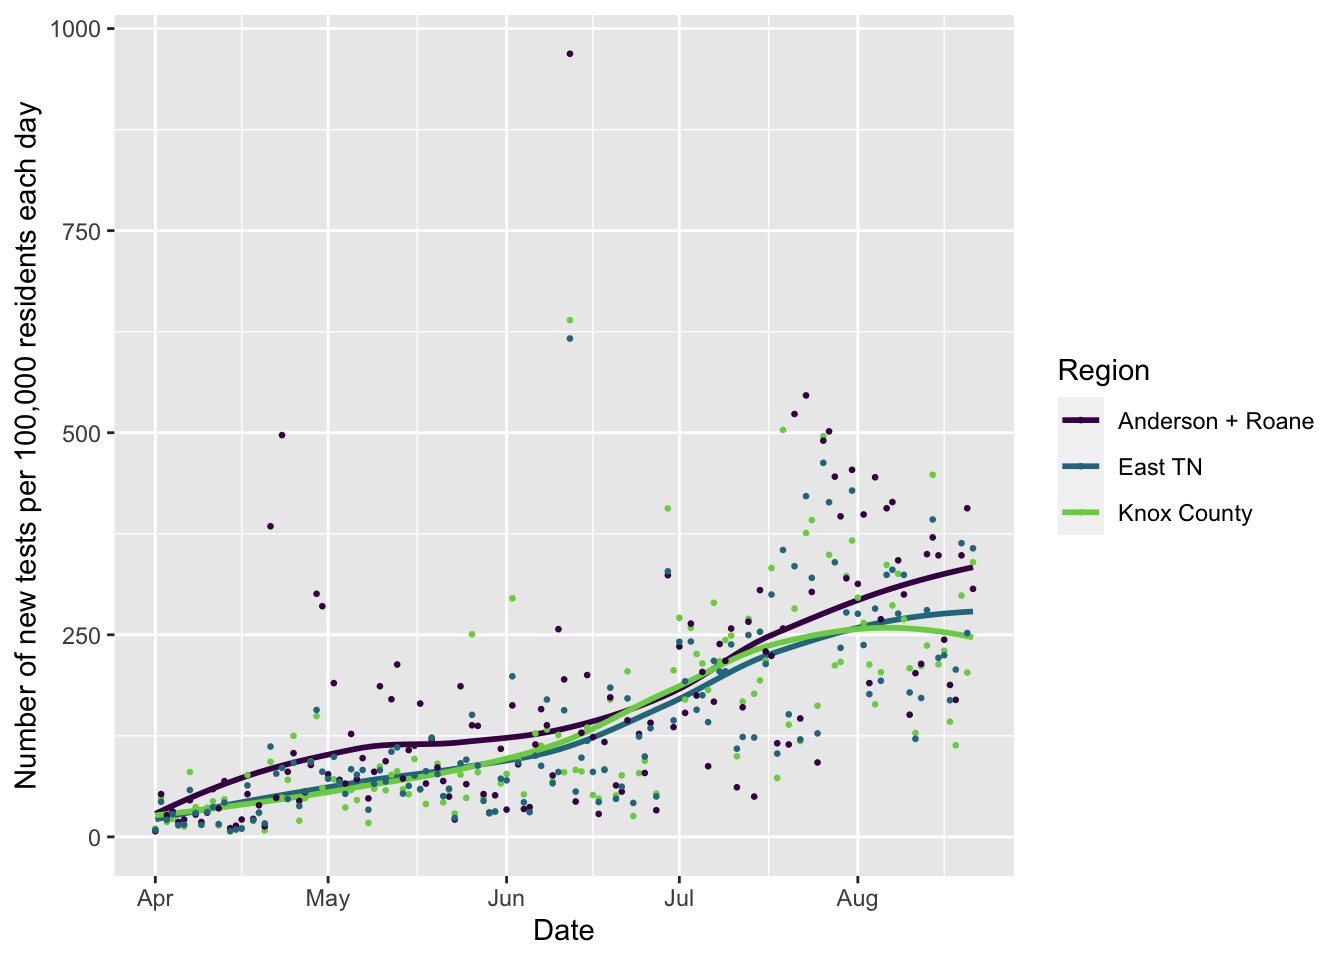 Number of new tests per 100,000 residents each day
1000
750
500
250
0
Apr May Jun Jul Aug
Date
Region
Anderson + Roane
East TN
Knox County